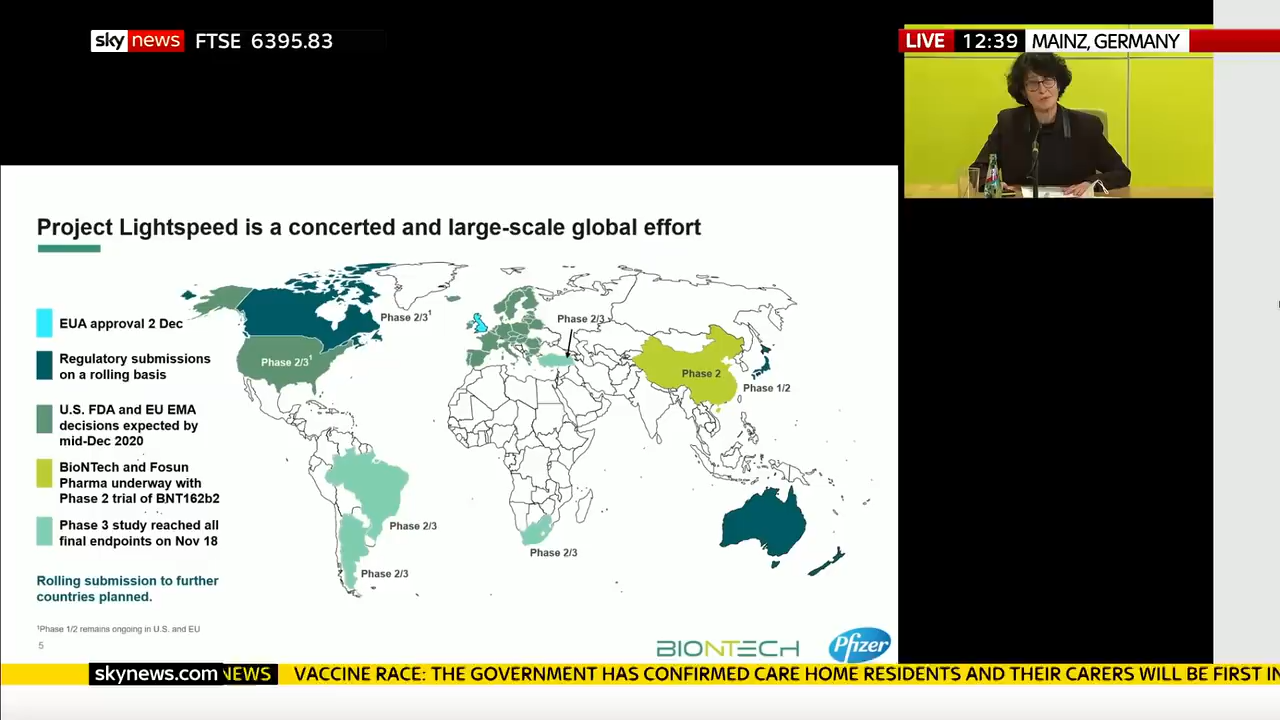 sky news FTSE 6395.83
LIVE 12:39 MAINZ, GERMANY
Project Lightspeed is a concerted and large-scale global effort
EUA approval 2 Dec
Regulatory submissions
on a rolling basis
U.S. FDA and EU EMA
decisions expected by
mid-Dec 2020
BioNTech and Fosun
Pharma underway with
Phase 2 trial of BNT162b2
Phase 3 study reached all
final endpoints on Nov 18
Rolling submission to further
countries planned.
Phase 2/3¹
Phase 2/3
Phase 2/3¹
Phase 2
Phase 1/2
Phase 2/3
Phase 2/3
Phase 2/3
¹Phase 1/2 remains ongoing in U.S. and EU
5
BIONTECH
Pfizer
skynews.com NEWS VACCINE RACE: THE GOVERNMENT HAS CONFIRMED CARE HOME RESIDENTS AND THEIR CARERS WILL BE FIRST IN